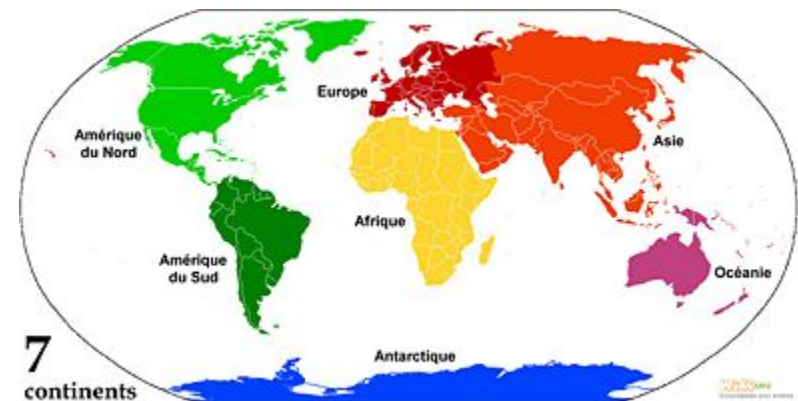 Europe
Amérique
du Nord
Asie
Afrique
Amérique
du Sud
Océanie
7
continents
Antarctique